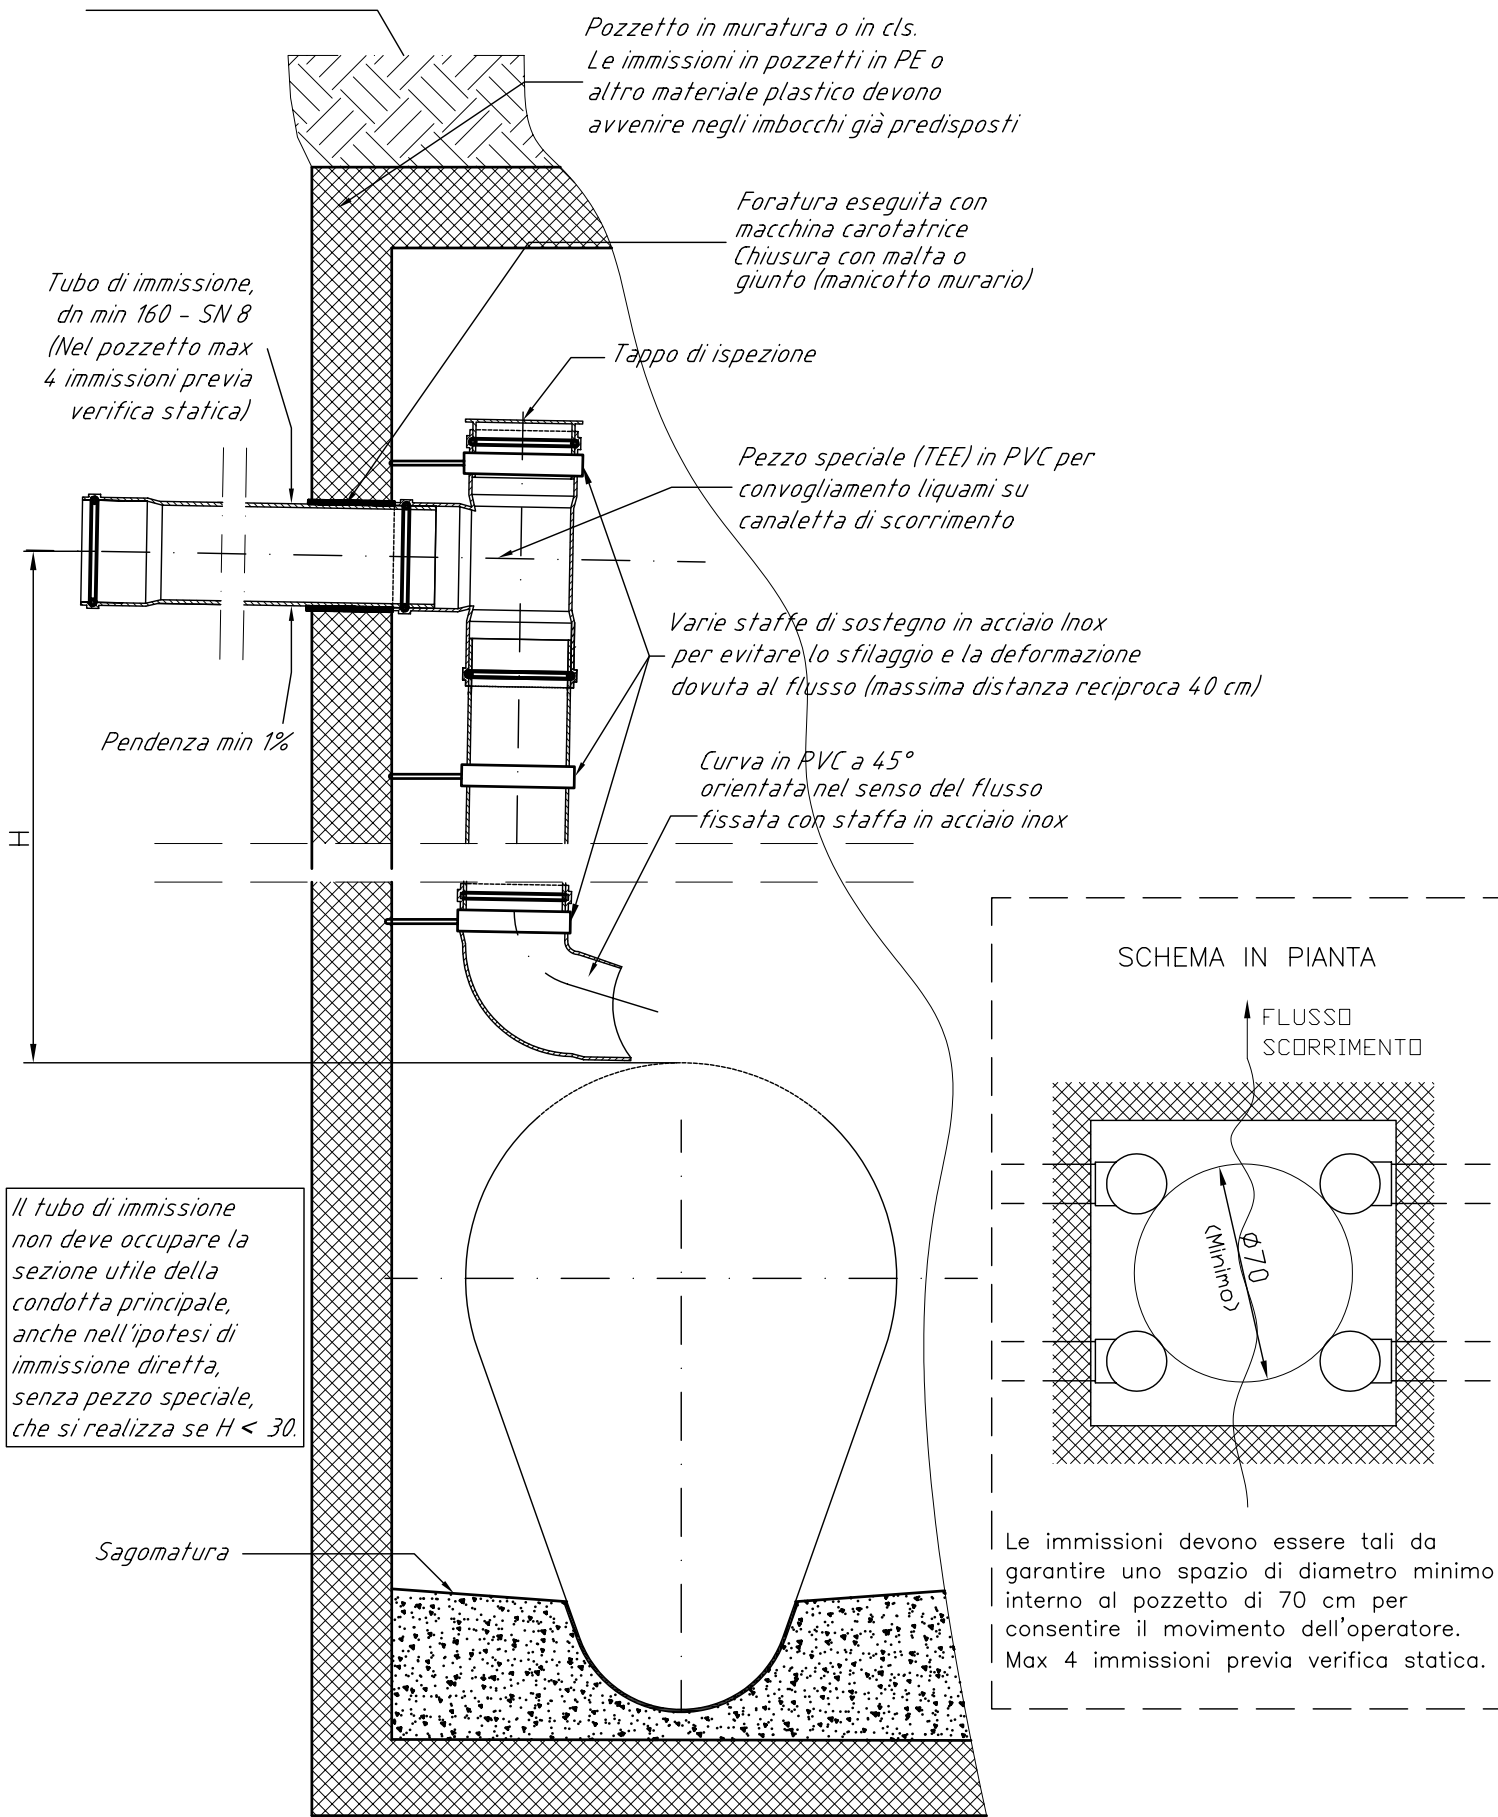 Pozzetto in muratura o in cls.
Le immissioni in pozzetti in PE o
altro materiale plastico devono
avvenire negli imbocchi già predisposti
Foratura eseguita con
macchina carotatrice
Chiusura con malta o
giunto (manicotto murario)
Tubo di immissione,
dn min 160 - SN 8
(Nel pozzetto max
4 immissioni previa
verifica statica)
Tappo di ispezione
Pezzo speciale (TEE) in PVC per
convogliamento liquami su
canaletta di scorrimento
Varie staffe di sostegno in acciaio Inox
per evitare lo sfilaggio e la deformazione
dovuta al flusso (massima distanza reciproca 40 cm)
Pendenza min 1%
Curva in PVC a 45°
orientata nel senso del flusso
fissata con staffa in acciaio inox
H
Il tubo di immissione
non deve occupare la
sezione utile della
condotta principale,
anche nell'ipotesi di
immissione diretta,
senza pezzo speciale,
che si realizza se H < 30.
Sagomatura
SCHEMA IN PIANTA
FLUSSO
SCORRIMENTO
Ø70
(Minimo)
Le immissioni devono essere tali da
garantire uno spazio di diametro minimo
interno al pozzetto di 70 cm per
consentire il movimento dell'operatore.
Max 4 immissioni previa verifica statica.